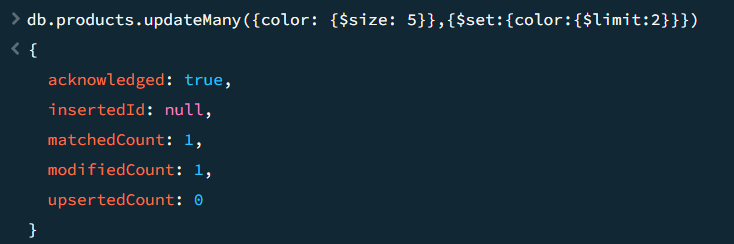 > db.products.updateMany({color: {$size: 5}},{$set:{color:{$limit:2}}})
< {
acknowledged: true,
insertedId: null,
matchedCount: 1,
modifiedCount: 1,
upsertedCount: 0
}